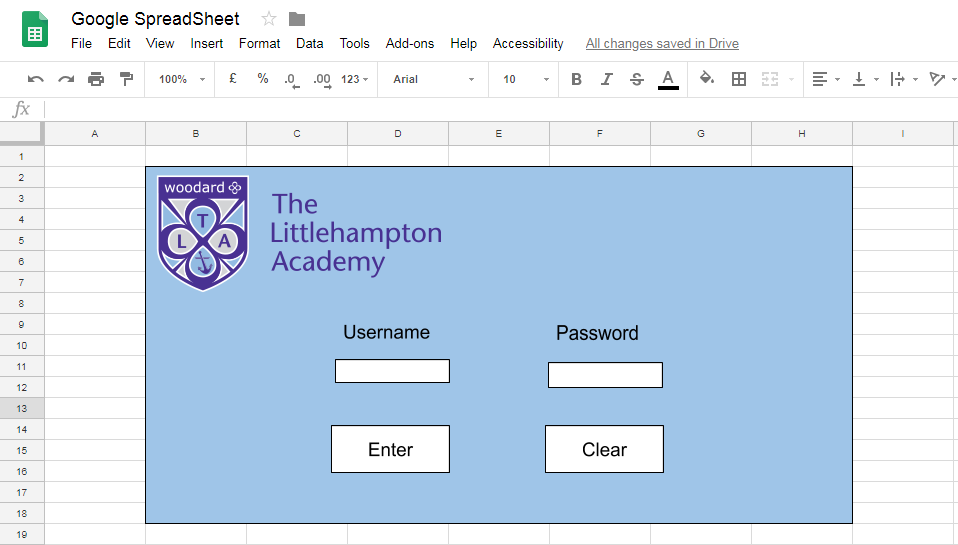 Google SpreadSheet
File Edit View Insert Format Data Tools Add-ons Help Accessibility All changes saved in Drive
100% £ % .0 .00 123 Arial 10 B I S A
fx
A B C D E F G H I
1
2
woodard
3
The
4
T
Littlehampton
5
L A
6
Academy
7
8
9
Username Password
10
11
12
13
14
15
Enter Clear
16
17
18
19